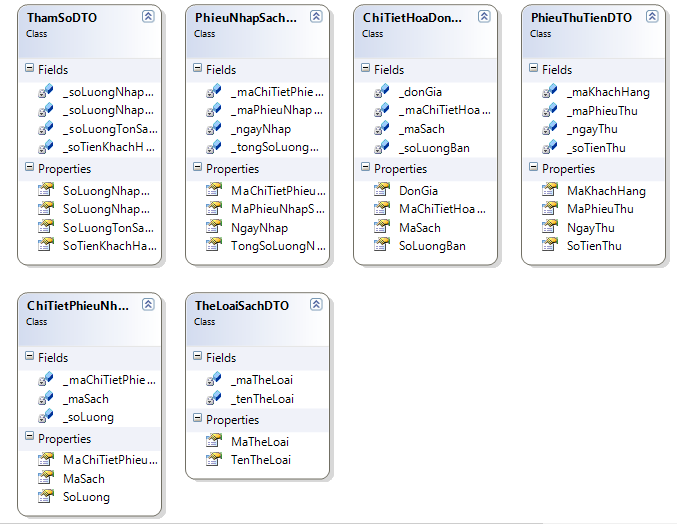 ThamSoDTO
Class
Fields
_soLuongNhap...
_soLuongNhap...
_soLuongTonSa...
_soTienKhachH...
Properties
SoLuongNhap...
SoLuongNhap...
SoLuongTonSa...
SoTienKhachHa...
PhieuNhapSach...
Class
Fields
_maChiTietPhie...
_maPhieuNhap...
_ngayNhap
_tongSoLuong...
Properties
MaChiTietPhieu...
MaPhieuNhapS...
NgayNhap
TongSoLuongN...
ChiTietHoaDon...
Class
Fields
_donGia
_maChiTietHoa...
_maSach
_soLuongBan
Properties
DonGia
MaChiTietHoa...
MaSach
SoLuongBan
PhieuThuTienDTO
Class
Fields
_maKhachHang
_maPhieuThu
_ngayThu
_soTienThu
Properties
MaKhachHang
MaPhieuThu
NgayThu
SoTienThu
ChiTietPhieuNh...
Class
Fields
_maChiTietPhie...
_maSach
_soLuong
Properties
MaChiTietPhieu...
MaSach
SoLuong
TheLoaiSachDTO
Class
Fields
_maTheLoai
_tenTheLoai
Properties
MaTheLoai
TenTheLoai